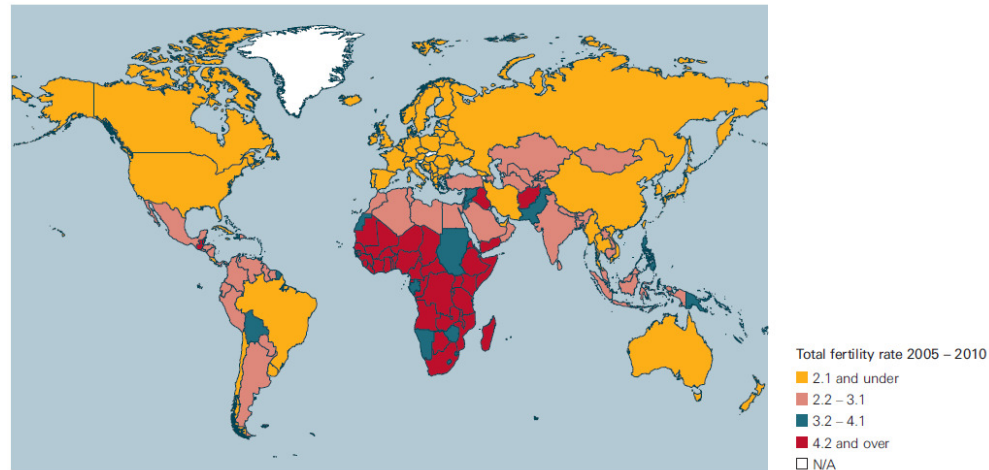 Total fertility rate 2005 – 2010
2.1 and under
2.2 – 3.1
3.2 – 4.1
4.2 and over
N/A